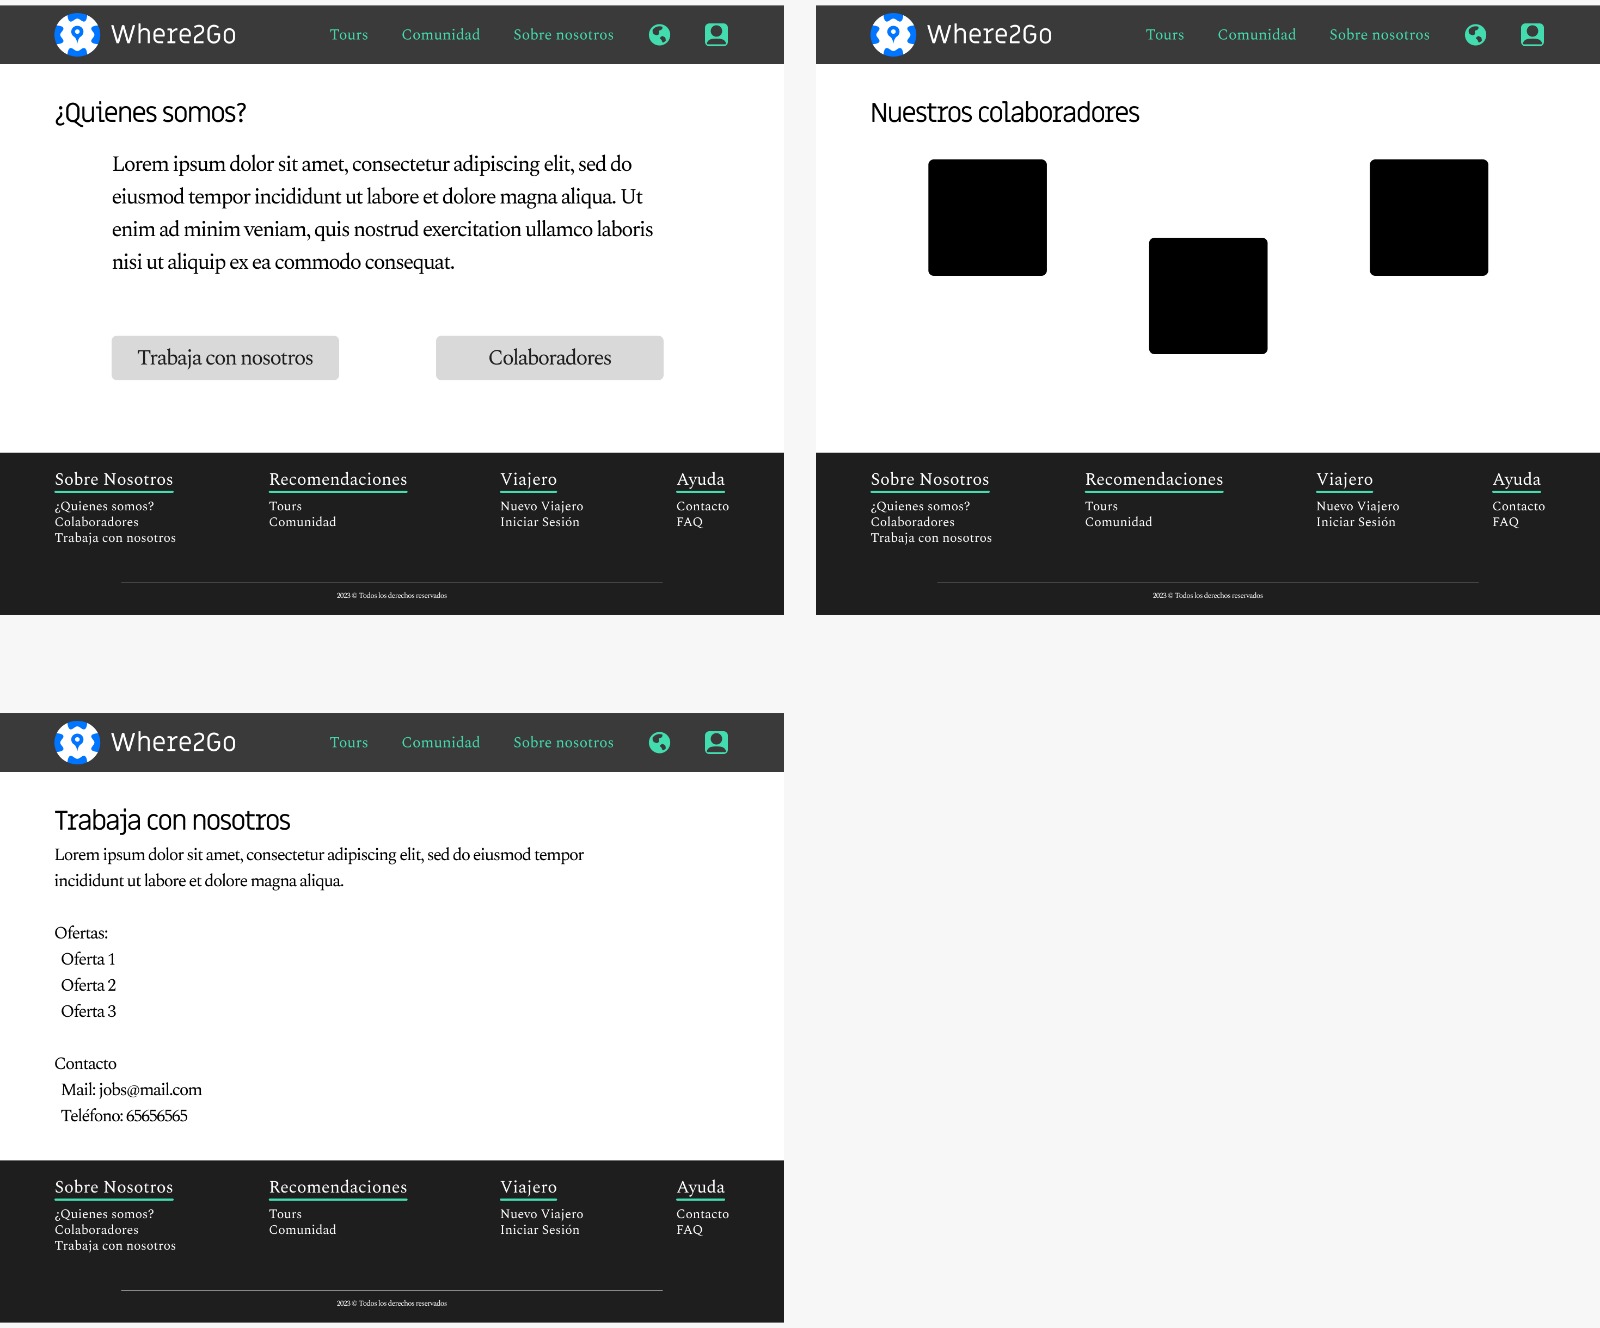 Where2Go
Tours Comunidad Sobre nosotros
¿Quienes somos?
Lorem ipsum dolor sit amet, consectetur adipiscing elit, sed do
eiusmod tempor incididunt ut labore et dolore magna aliqua. Ut
enim ad minim veniam, quis nostrud exercitation ullamco laboris
nisi ut aliquip ex ea commodo consequat.
Trabaja con nosotros Colaboradores
Sobre Nosotros Recomendaciones Viajero Ayuda
¿Quienes somos? Tours Nuevo Viajero Contacto
Colaboradores Comunidad Iniciar Sesión FAQ
Trabaja con nosotros
2023 © Todos los derechos reservados
Where2Go
Tours Comunidad Sobre nosotros
Nuestros colaboradores
Sobre Nosotros Recomendaciones Viajero Ayuda
¿Quienes somos? Tours Nuevo Viajero Contacto
Colaboradores Comunidad Iniciar Sesión FAQ
Trabaja con nosotros
2023 © Todos los derechos reservados
Where2Go
Tours Comunidad Sobre nosotros
Trabaja con nosotros
Lorem ipsum dolor sit amet, consectetur adipiscing elit, sed do eiusmod tempor
incididunt ut labore et dolore magna aliqua.
Ofertas:
Oferta 1
Oferta 2
Oferta 3
Contacto
Mail: jobs@mail.com
Teléfono: 65656565
Sobre Nosotros Recomendaciones Viajero Ayuda
¿Quienes somos? Tours Nuevo Viajero Contacto
Colaboradores Comunidad Iniciar Sesión FAQ
Trabaja con nosotros
2023 © Todos los derechos reservados